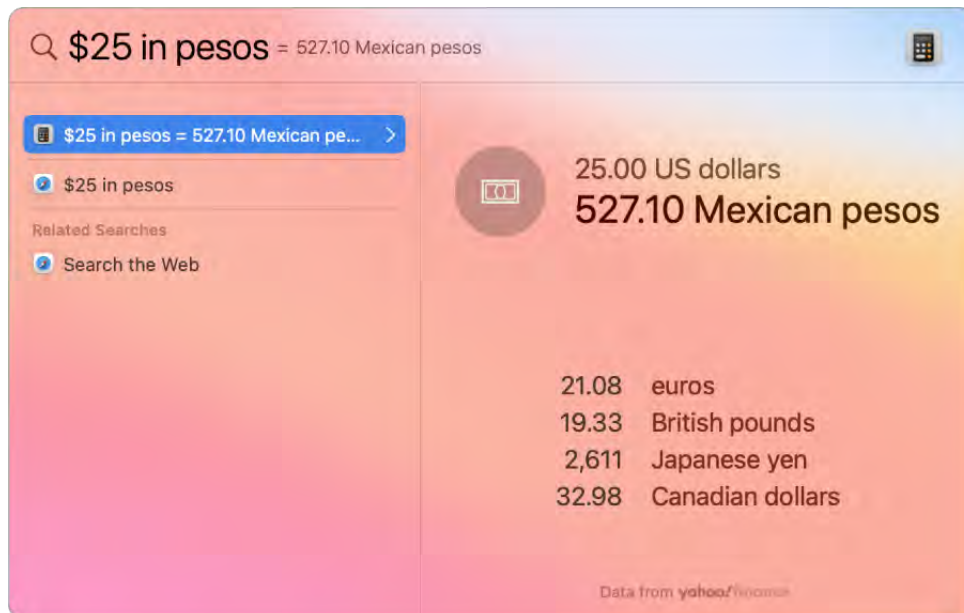 $25 in pesos = 527.10 Mexican pesos
$25 in pesos = 527.10 Mexican pe...
$25 in pesos
Related Searches
Search the Web
25.00 US dollars
527.10 Mexican pesos
21.08 euros
19.33 British pounds
2,611 Japanese yen
32.98 Canadian dollars
Data from yahoo! finance